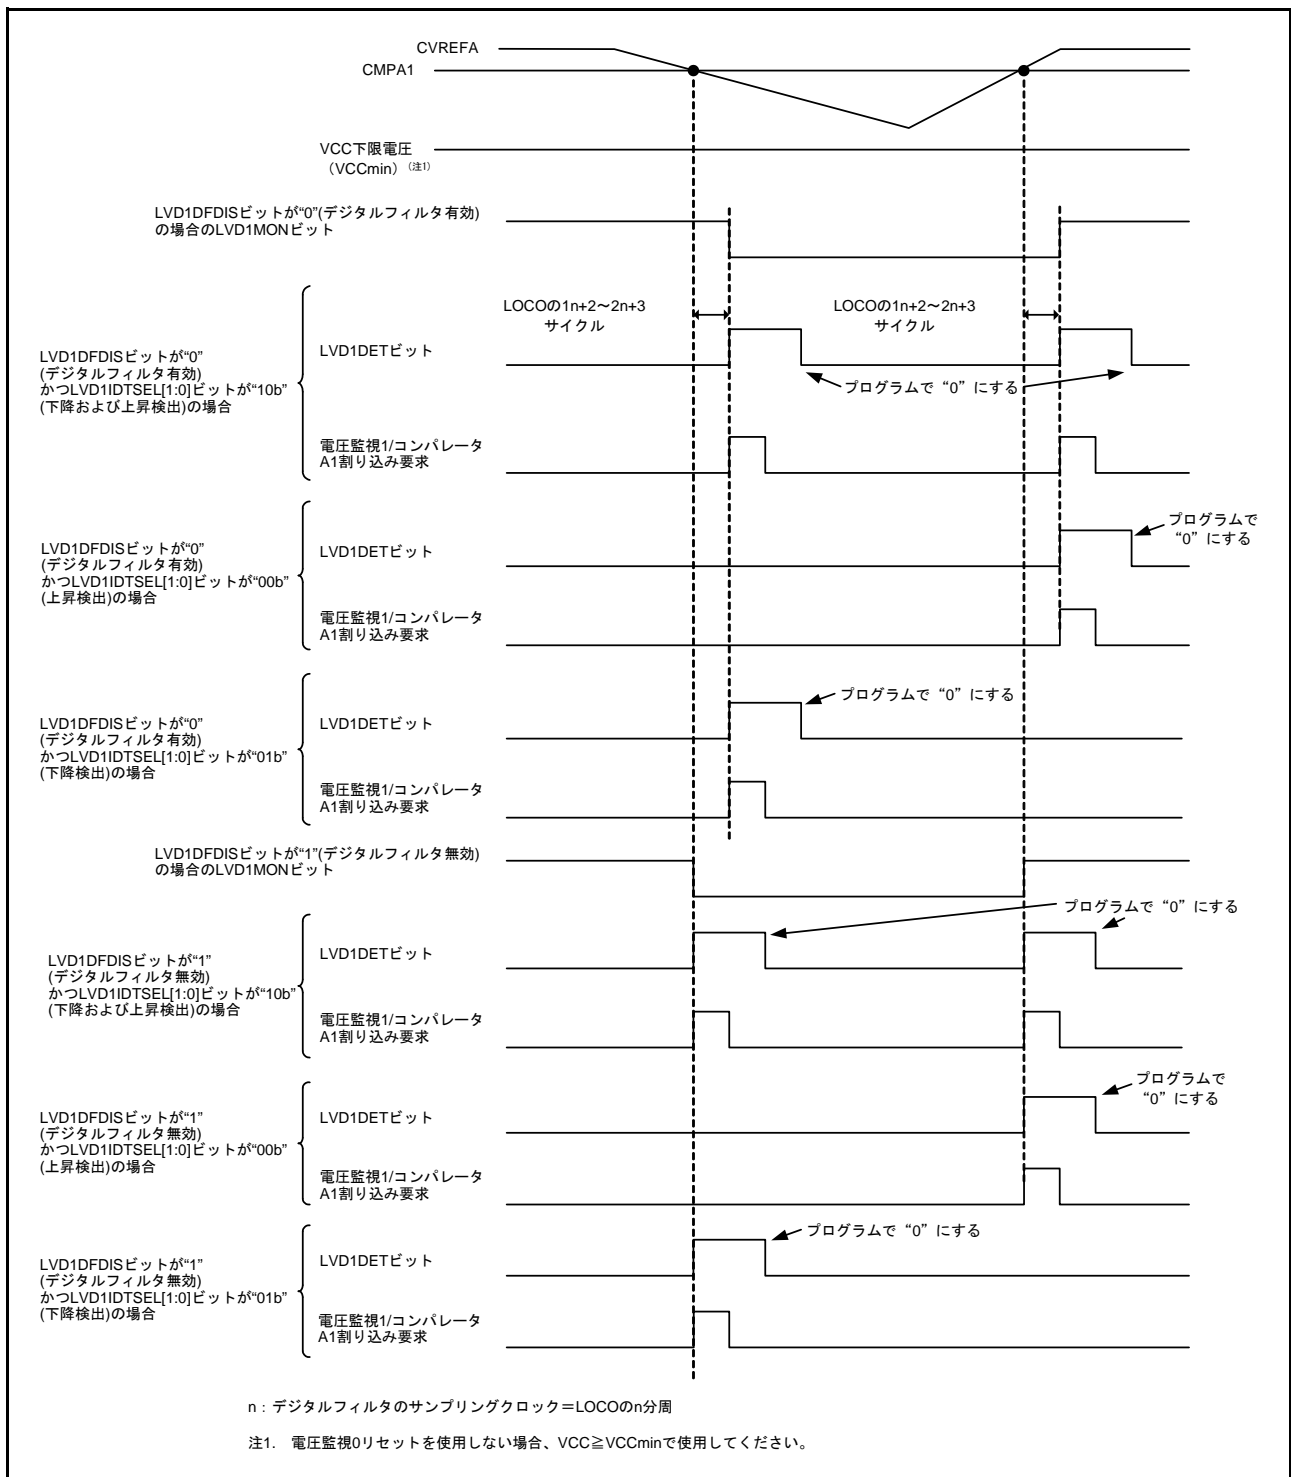 CVREFA
CMPA1
VCC下限電圧
（VCCmin）(注1)
LVD1DFDISビットが“0”(デジタルフィルタ有効)
の場合のLVD1MONビット
LOCOの1n+2～2n+3
サイクル
LOCOの1n+2～2n+3
サイクル
LVD1DFDISビットが“0”
(デジタルフィルタ有効)
かつLVD1IDTSEL[1:0]ビットが“10b”
(下降および上昇検出)の場合
LVD1DETビット
プログラムで“0”にする
電圧監視1/コンパレータ
A1割り込み要求
LVD1DFDISビットが“0”
(デジタルフィルタ有効)
かつLVD1IDTSEL[1:0]ビットが“00b”
(上昇検出)の場合
LVD1DETビット
プログラムで
“0”にする
電圧監視1/コンパレータ
A1割り込み要求
LVD1DFDISビットが“0”
(デジタルフィルタ有効)
かつLVD1IDTSEL[1:0]ビットが“01b”
(下降検出)の場合
LVD1DETビット
プログラムで“0”にする
電圧監視1/コンパレータ
A1割り込み要求
LVD1DFDISビットが“1”(デジタルフィルタ無効)
の場合のLVD1MONビット
プログラムで“0”にする
LVD1DFDISビットが“1”
(デジタルフィルタ無効)
かつLVD1IDTSEL[1:0]ビットが“10b”
(下降および上昇検出)の場合
LVD1DETビット
電圧監視1/コンパレータ
A1割り込み要求
LVD1DFDISビットが“1”
(デジタルフィルタ無効)
かつLVD1IDTSEL[1:0]ビットが“00b”
(上昇検出)の場合
LVD1DETビット
プログラムで
“0”にする
電圧監視1/コンパレータ
A1割り込み要求
LVD1DFDISビットが“1”
(デジタルフィルタ無効)
かつLVD1IDTSEL[1:0]ビットが“01b”
(下降検出)の場合
LVD1DETビット
プログラムで“0”にする
電圧監視1/コンパレータ
A1割り込み要求
n：デジタルフィルタのサンプリングクロック＝LOCOのn分周
注1. 電圧監視0リセットを使用しない場合、VCC≧VCCminで使用してください。